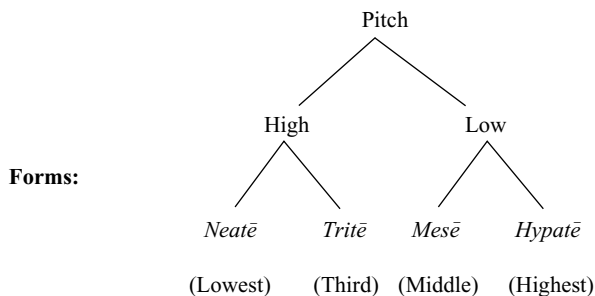 Pitch
High Low
Forms:
Neatē Tritē Mesē Hypatē
(Lowest) (Third) (Middle) (Highest)